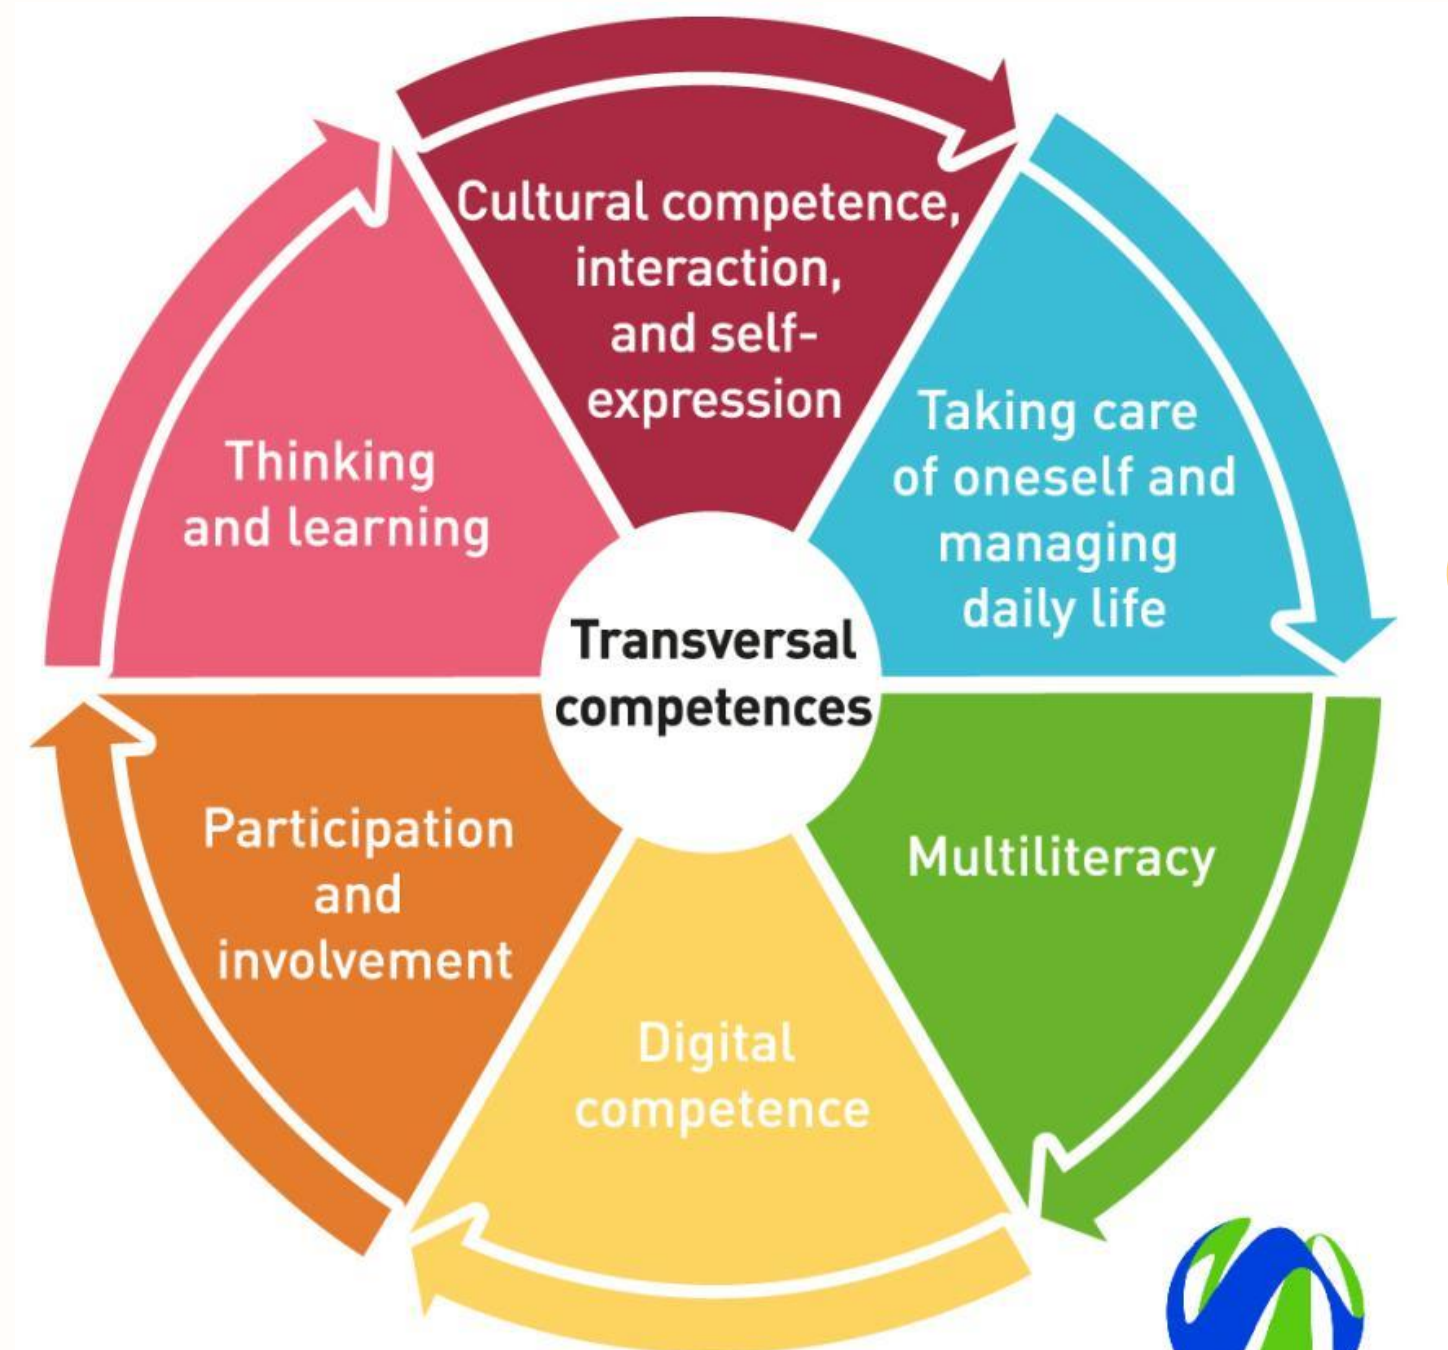 Cultural competence,
interaction,
and self-
expression
Taking care
of oneself and
managing
daily life
Multiliteracy
Digital
competence
Participation
and
involvement
Thinking
and learning
Transversal
competences